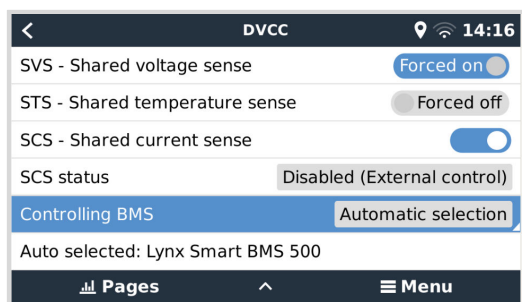 DVCC 14:16
SVS - Shared voltage sense Forced on
STS - Shared temperature sense Forced off
SCS - Shared current sense
SCS status Disabled (External control)
Controlling BMS Automatic selection
Auto selected: Lynx Smart BMS 500
Pages Menu